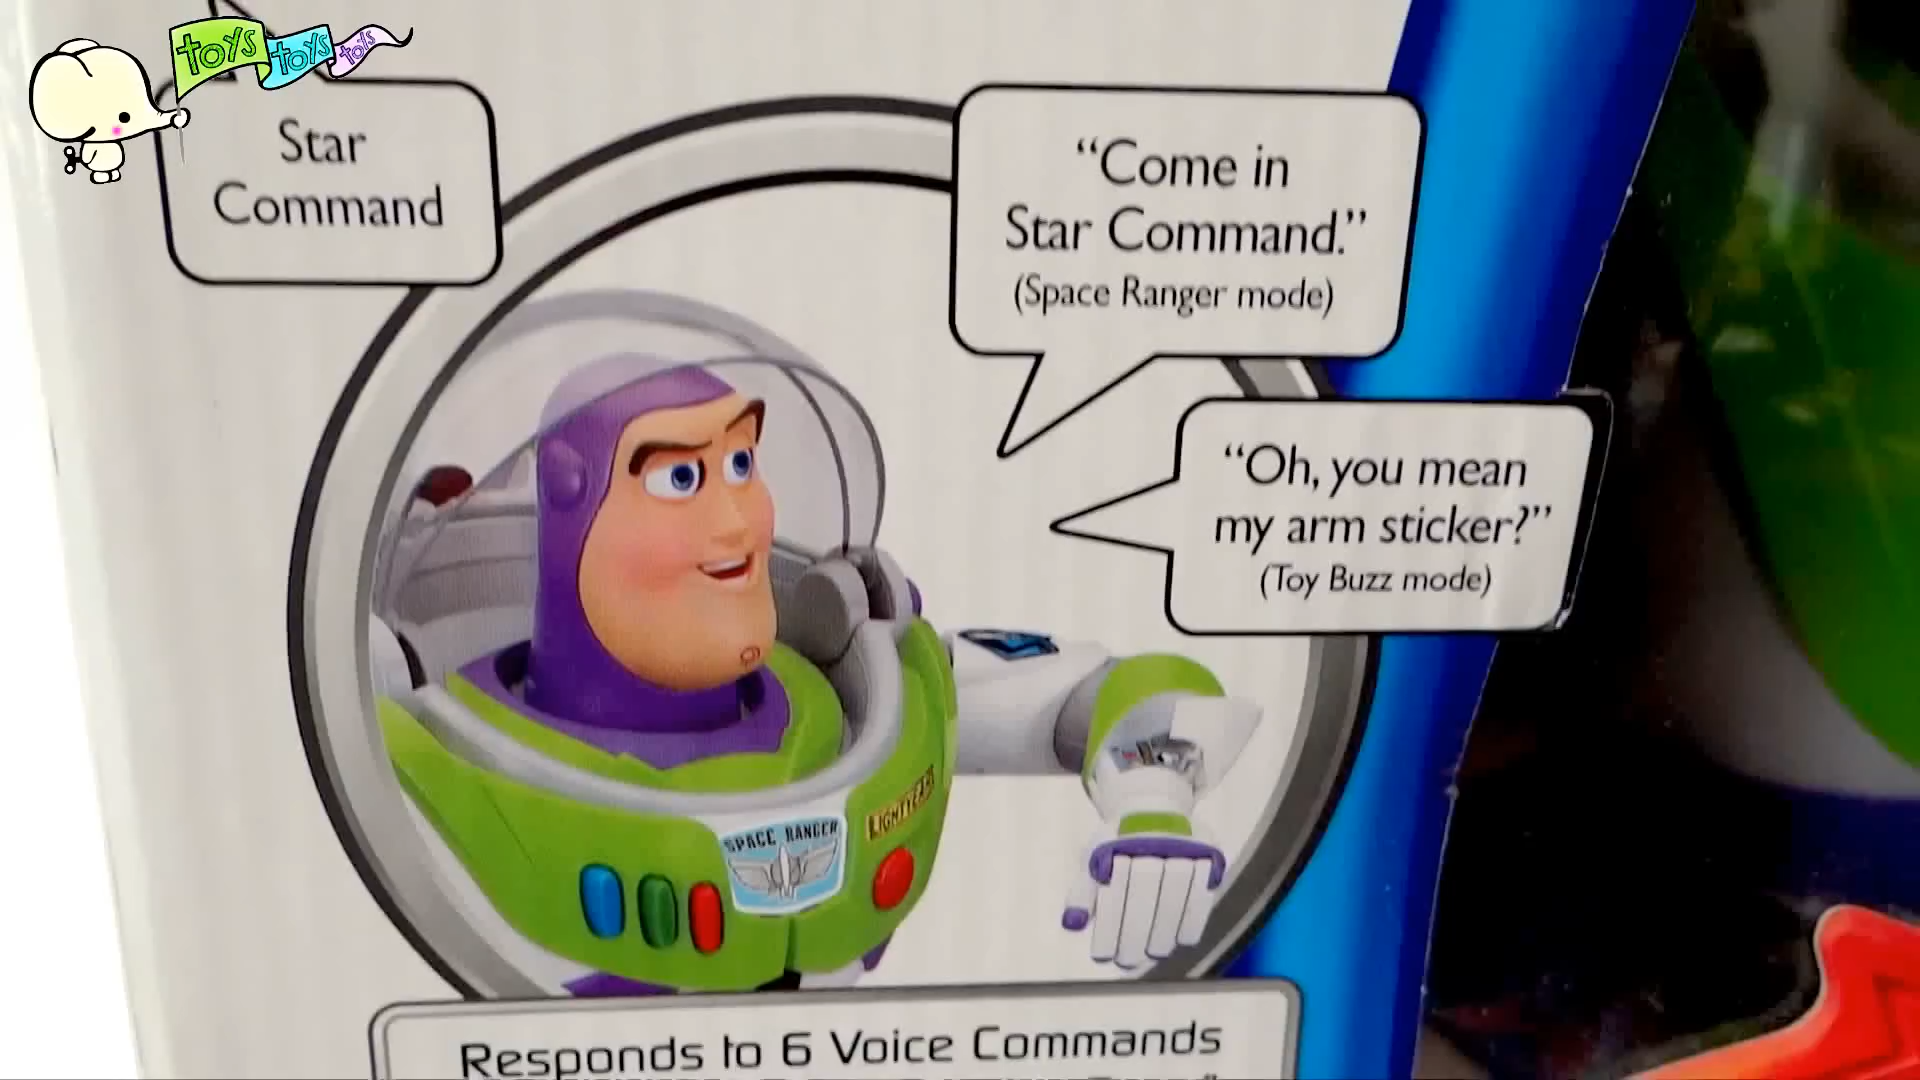 toys toys toys
Star
Command
“Come in
Star Command.”
(Space Ranger mode)
“Oh, you mean
my arm sticker?”
(Toy Buzz mode)
SPACE RANGER
LIGHTYEAR
Responds to 6 Voice Commands